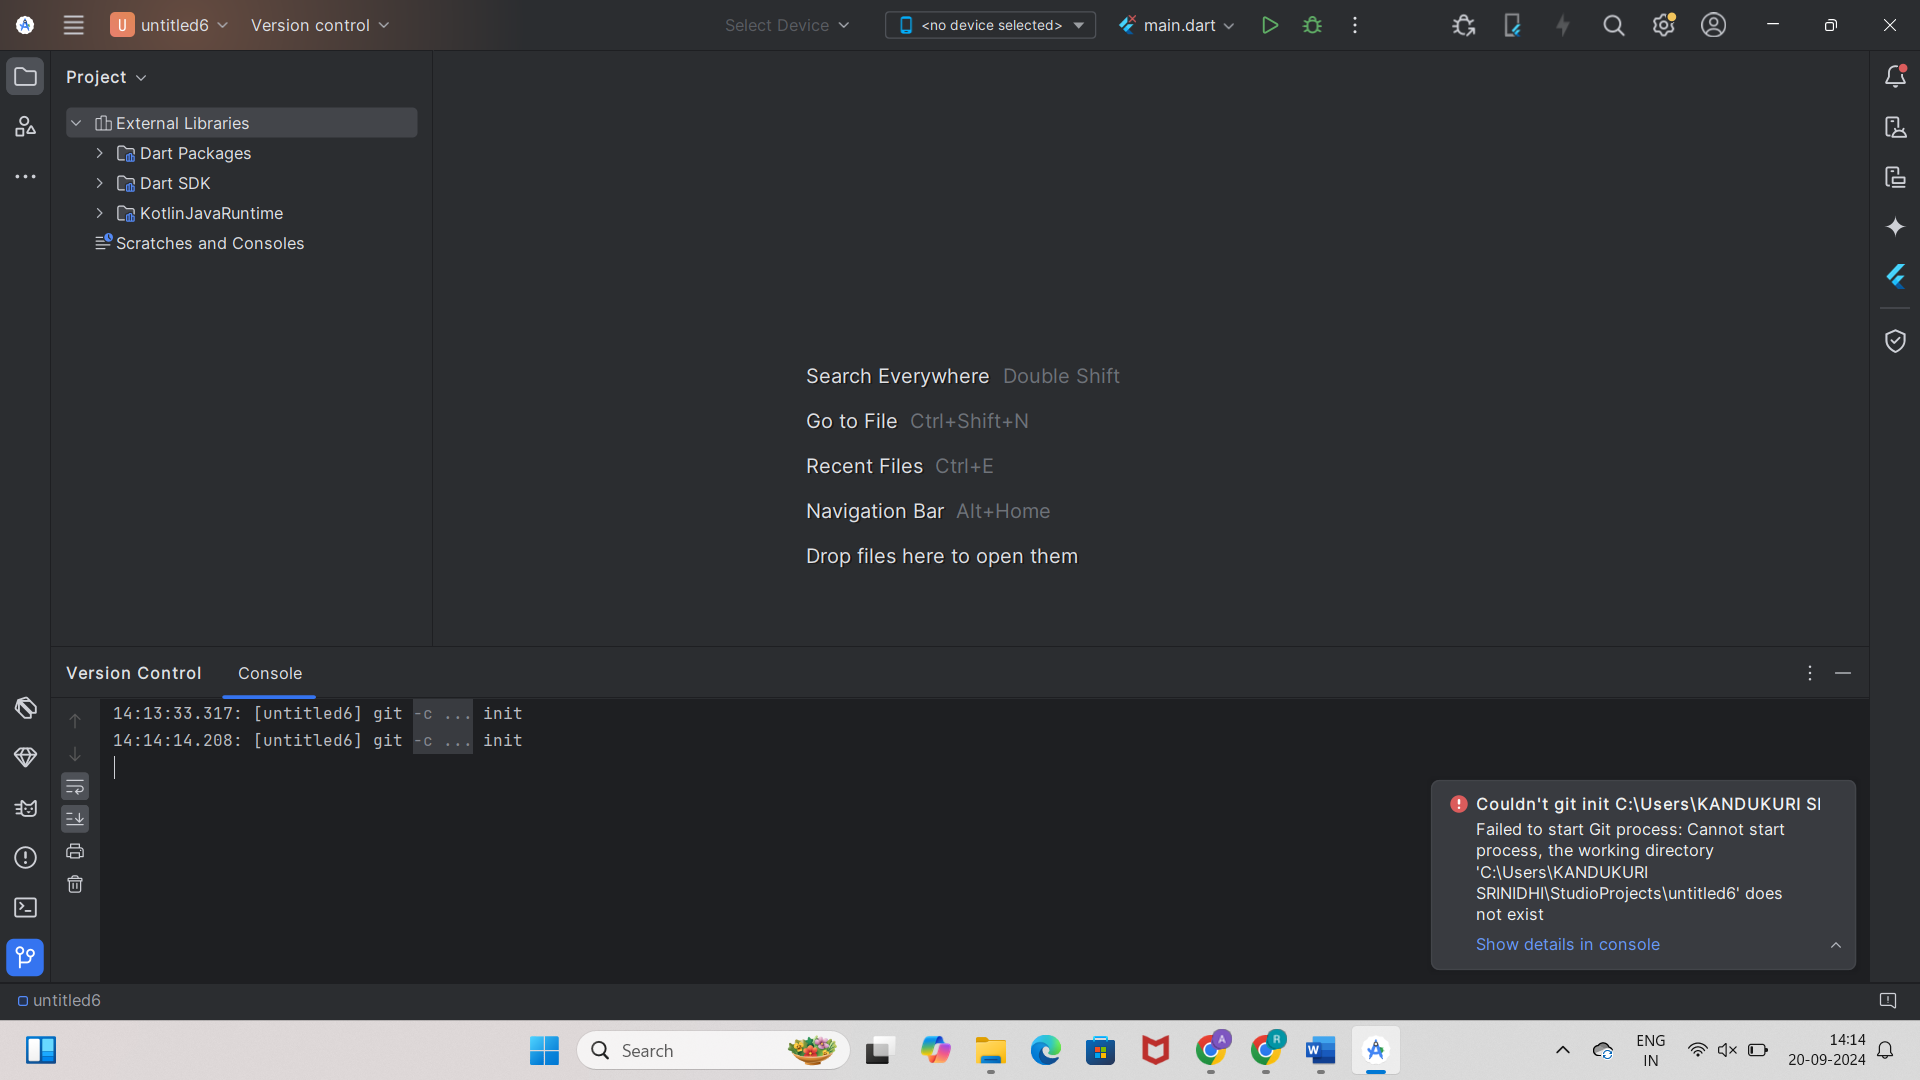 U untitled6 Version control Select Device <no device selected> main.dart
Project
External Libraries
Dart Packages
Dart SDK
KotlinJavaRuntime
Scratches and Consoles
Search Everywhere Double Shift
Go to File Ctrl+Shift+N
Recent Files Ctrl+E
Navigation Bar Alt+Home
Drop files here to open them
Version Control Console
14:13:33.317: [untitled6] git -c ... init
14:14:14.208: [untitled6] git -c ... init
Couldn't git init C:\Users\KANDUKURI SI
Failed to start Git process: Cannot start
process, the working directory
'C:\Users\KANDUKURI
SRINIDHI\StudioProjects\untitled6' does
not exist
Show details in console
untitled6
Search
A
R
W
ENG
IN
14:14
20-09-2024